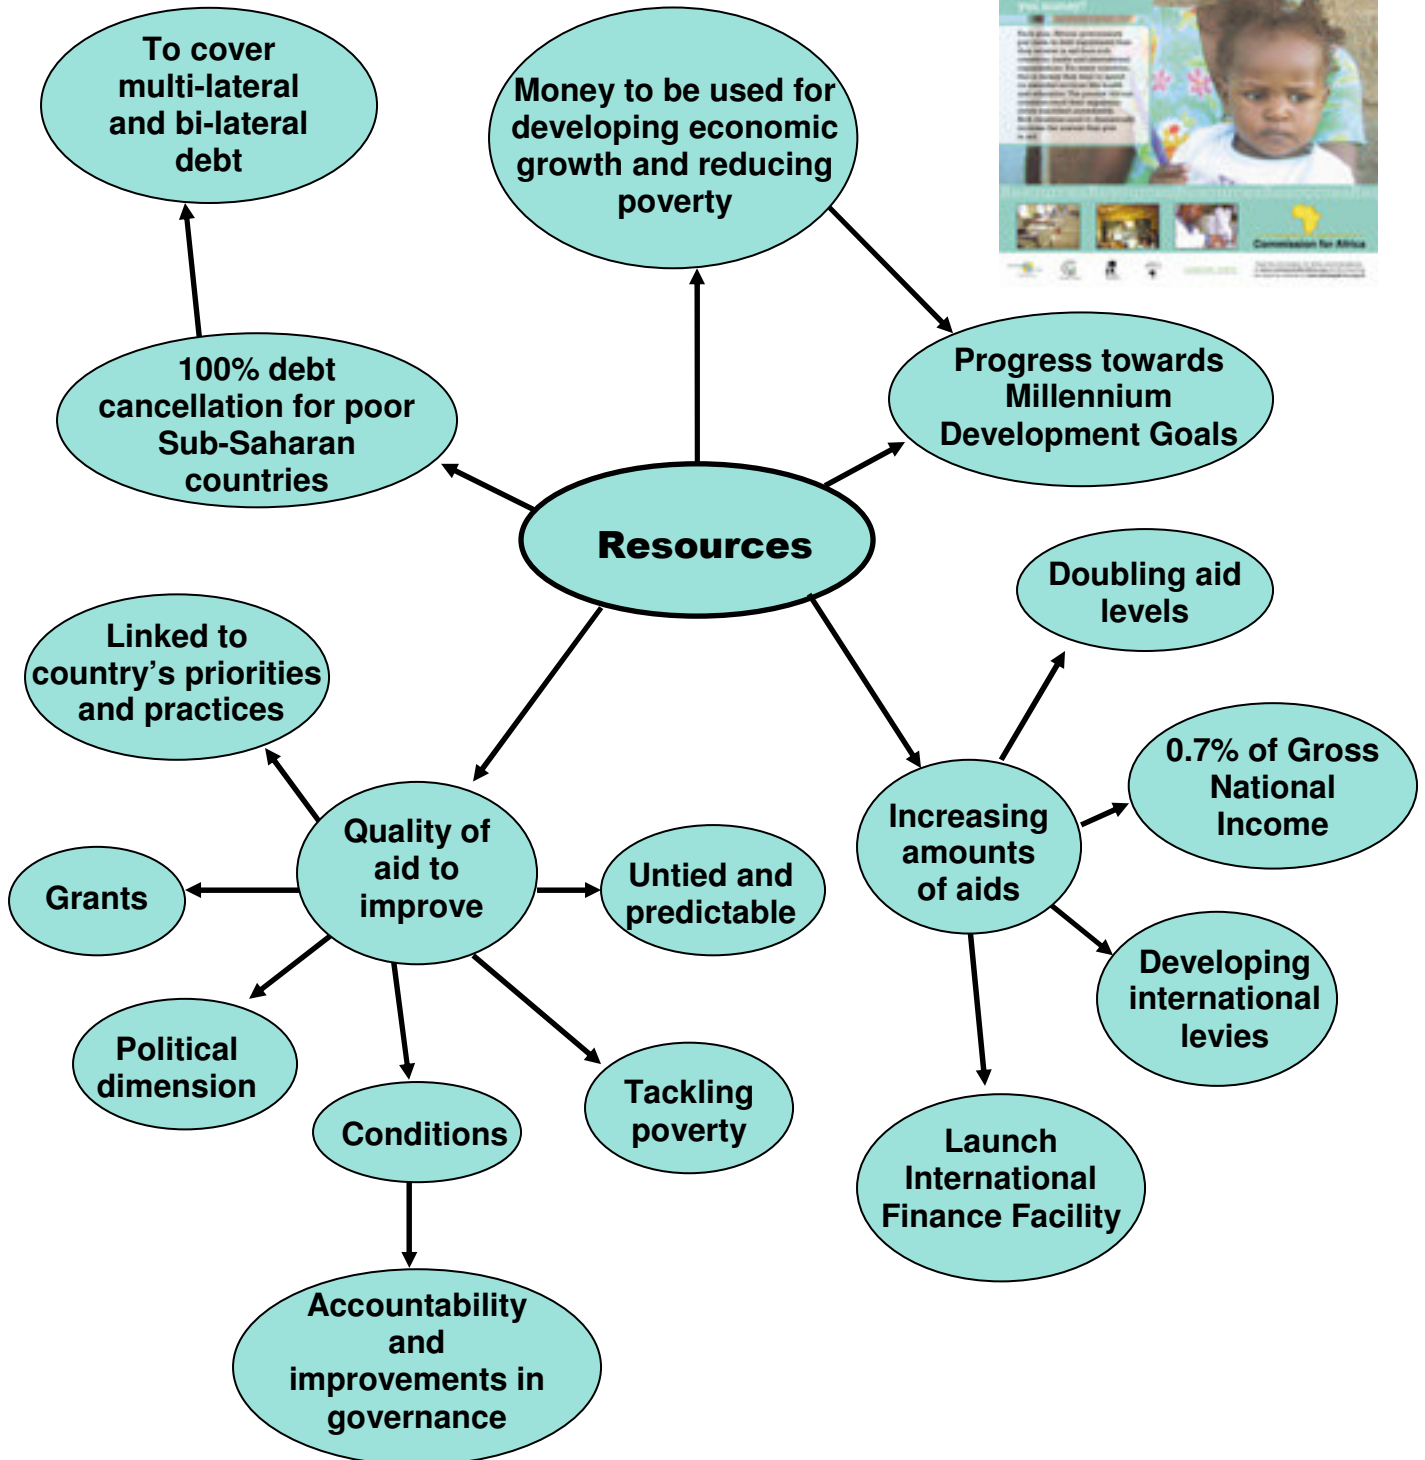 To cover
multi-lateral
and bi-lateral
debt
Money to be used for
developing economic
growth and reducing
poverty
you money?
Commission for Africa
100% debt
cancellation for poor
Sub-Saharan
countries
Progress towards
Millennium
Development Goals
Resources
Doubling aid
levels
Linked to
country’s priorities
and practices
0.7% of Gross
National
Income
Quality of
aid to
improve
Increasing
amounts
of aids
Grants
Untied and
predictable
Developing
international
levies
Political
dimension
Conditions
Tackling
poverty
Launch
International
Finance Facility
Accountability
and
improvements in
governance